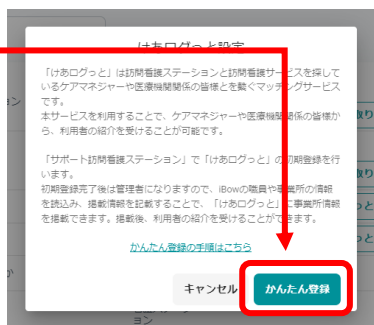 けあログっと設定
「けあログっと」は訪問看護ステーションと訪問看護サービスを探して
いるケアマネジャーや医療機関関係の皆様とを繋ぐマッチングサービス
です。
本サービスを利用することで、ケアマネジャーや医療機関関係の皆様か
ら、利用者の紹介を受けることが可能です。
「サポート訪問看護ステーション」で「けあログっと」の初期登録を行
います。
初期登録完了後は管理者になりますので、iBowの職員や事業所の情報
を読込み、掲載情報を記載することで、「けあログっと」に事業所情報
を掲載できます。掲載後、利用者の紹介を受けることができます。
かんたん登録の手順はこちら
キャンセル
かんたん登録
ョン